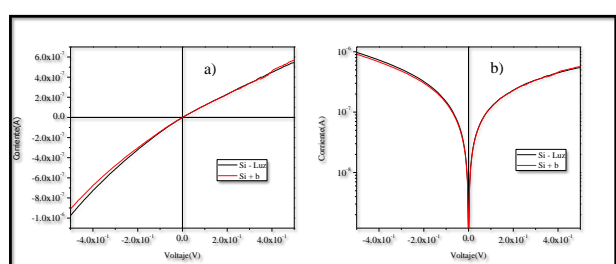 6.0x10⁻⁷
4.0x10⁻⁷
2.0x10⁻⁷
0.0
-2.0x10⁻⁷
-4.0x10⁻⁷
-6.0x10⁻⁷
-8.0x10⁻⁷
-1.0x10⁻⁶
Corriente(A)
a)
Si - Luz
Si + b
-4.0x10⁻¹ -2.0x10⁻¹ 0.0 2.0x10⁻¹ 4.0x10⁻¹
Voltaje(V)
10⁻⁶
10⁻⁷
10⁻⁸
Corriente(A)
b)
Si - Luz
Si + b
-4.0x10⁻¹ -2.0x10⁻¹ 0.0 2.0x10⁻¹ 4.0x10⁻¹
Voltaje(V)